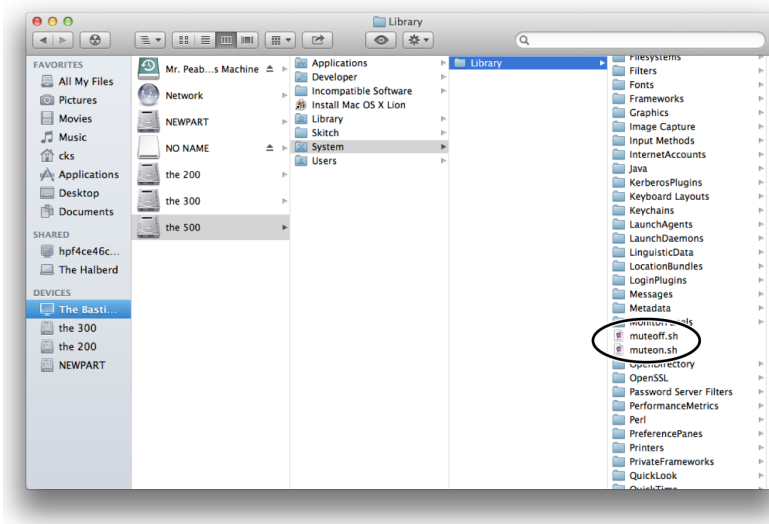 Library
FAVORITES
All My Files
Pictures
Movies
Music
cks
Applications
Desktop
Documents
SHARED
hpf4ce46c...
The Halberd
DEVICES
The Basti...
the 300
the 200
NEWPART
Mr. Peab...s Machine
Network
NEWPART
NO NAME
the 200
the 300
the 500
Applications
Developer
Incompatible Software
Install Mac OS X Lion
Library
Skitch
System
Users
Library
Filesystems
Filters
Fonts
Frameworks
Graphics
Image Capture
Input Methods
InternetAccounts
Java
KerberosPlugins
Keyboard Layouts
Keychains
LaunchAgents
LaunchDaemons
LinguisticData
LocationBundles
LoginPlugins
Messages
Metadata
MonitorPanels
muteoff.sh
muteon.sh
OpenDirectory
OpenSSL
Password Server Filters
PerformanceMetrics
Perl
PreferencePanes
Printers
PrivateFrameworks
QuickLook
QuickTime